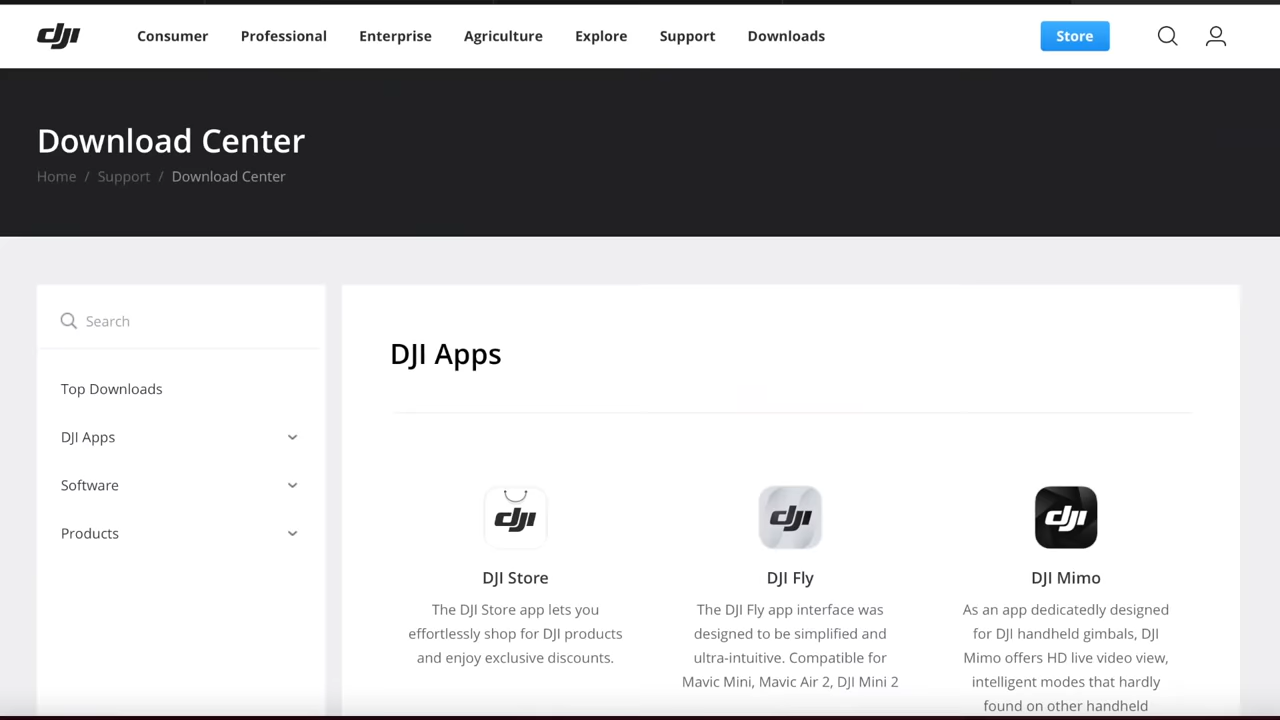 dji Consumer Professional Enterprise Agriculture Explore Support Downloads Store
Download Center
Home / Support / Download Center
Search
Top Downloads
DJI Apps
Software
Products
DJI Apps
dji
DJI Store
The DJI Store app lets you
effortlessly shop for DJI products
and enjoy exclusive discounts.
dji
DJI Fly
The DJI Fly app interface was
designed to be simplified and
ultra-intuitive. Compatible for
Mavic Mini, Mavic Air 2, DJI Mini 2
dji
DJI Mimo
As an app dedicatedly designed
for DJI handheld gimbals, DJI
Mimo offers HD live video view,
intelligent modes that hardly
found on other handheld